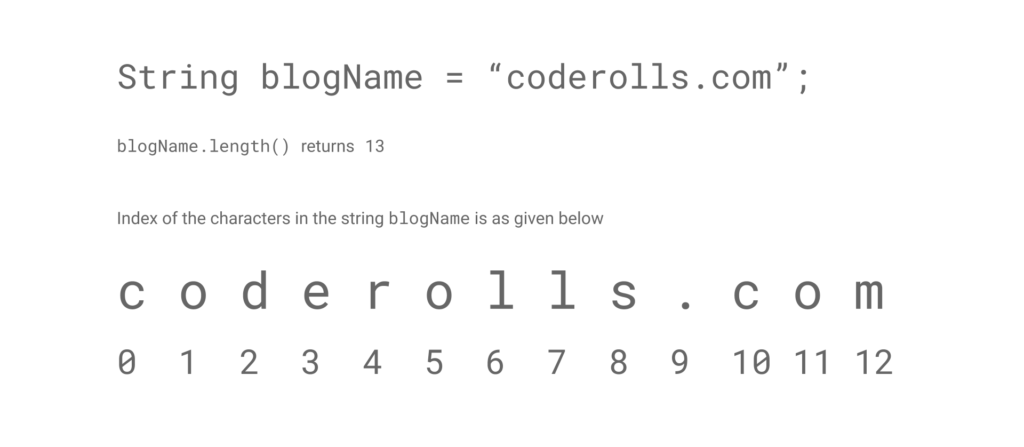 String blogName = “coderolls.com”;
blogName.length() returns 13
Index of the characters in the string blogName is as given below
c o d e r o l l s . c o m
0 1 2 3 4 5 6 7 8 9 10 11 12